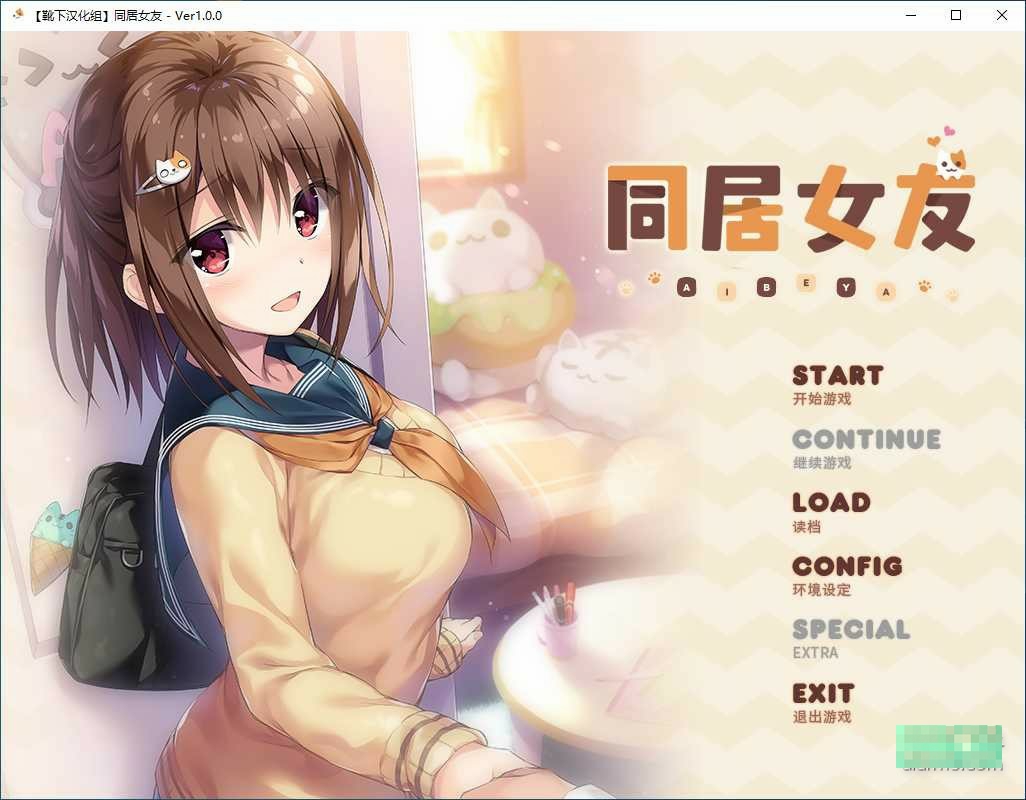 【靴下汉化组】同居女友 - Ver1.0.0
同居女友
AIBEYA
START
开始游戏
CONTINUE
继续游戏
LOAD
读档
CONFIG
环境设定
SPECIAL
EXTRA
EXIT
退出游戏